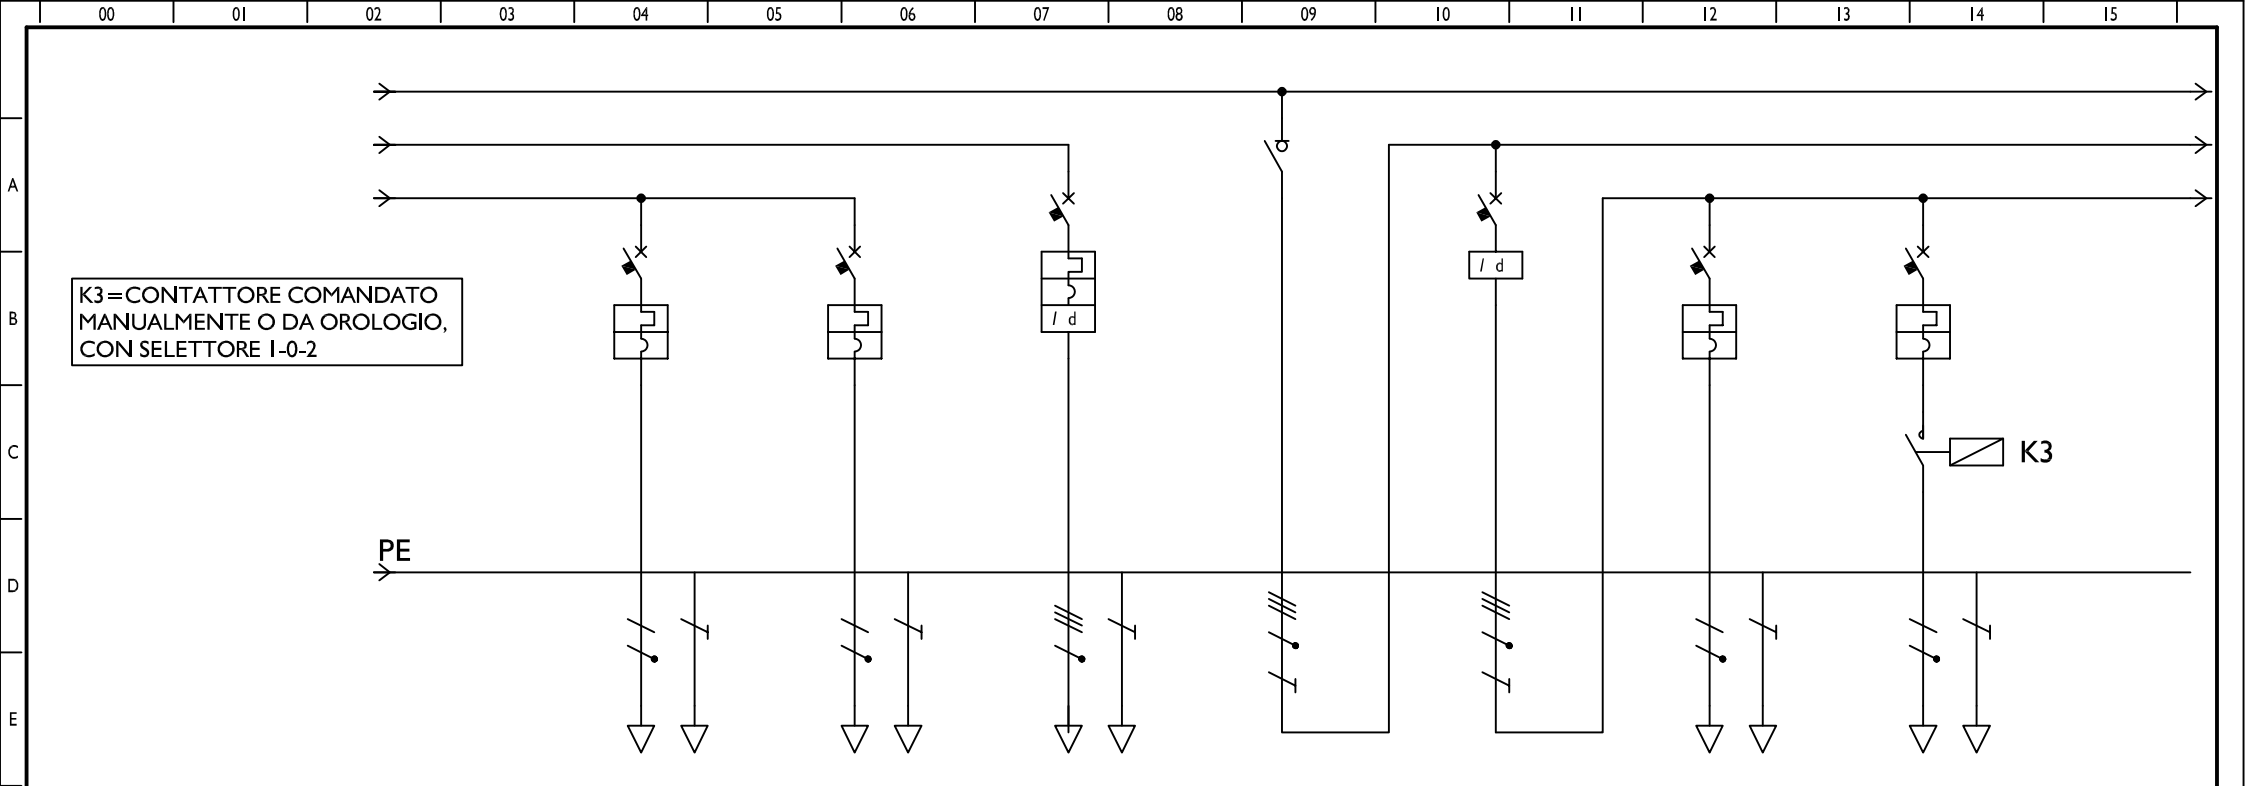 00 01 02 03 04 05 06 07 08 09 10 11 12 13 14 15
A
I d
B
K3=CONTATTORE COMANDATO
MANUALMENTE O DA OROLOGIO,
CON SELETTORE 1-0-2
I d
C
K3
PE
D
E